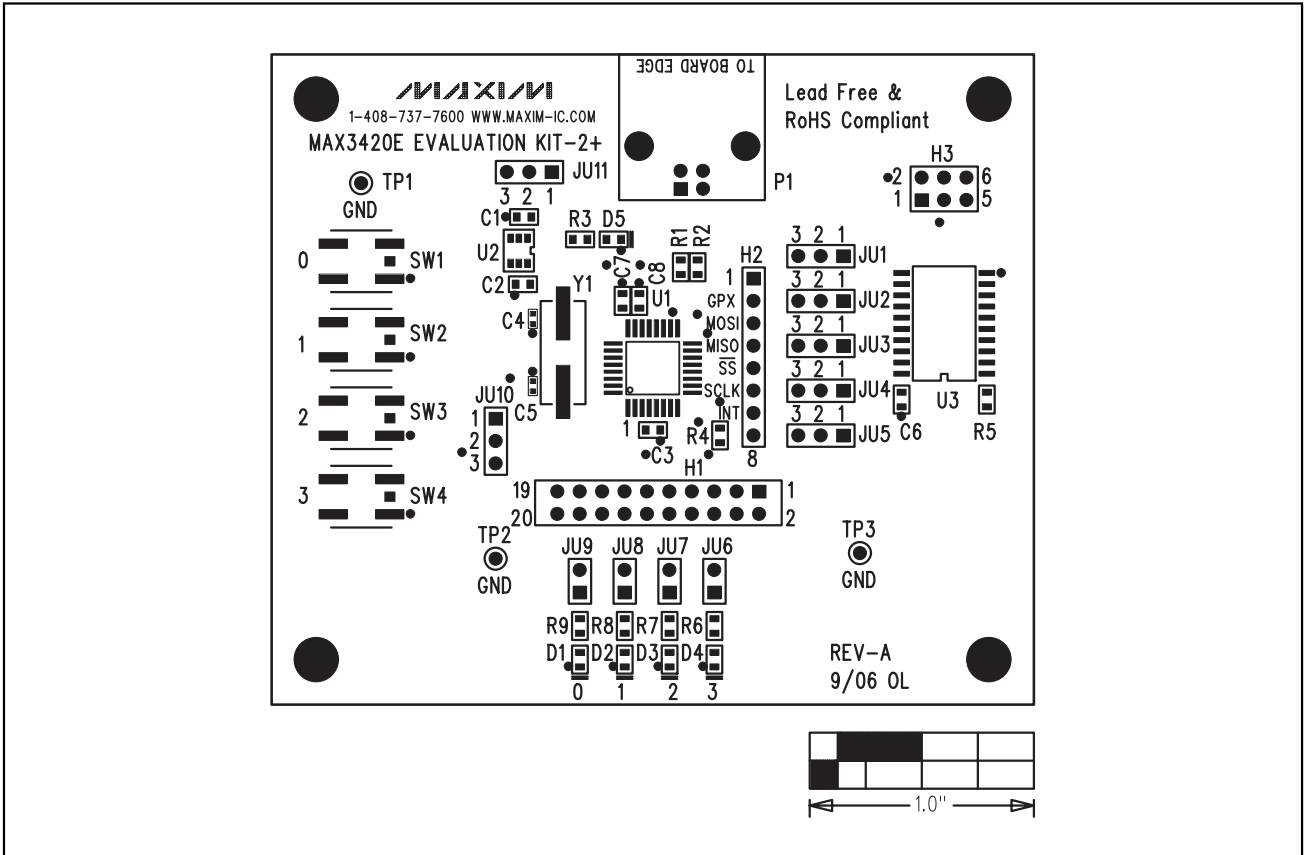 TO BOARD EDGE
MAXIM
1-408-737-7600 WWW.MAXIM-IC.COM
MAX3420E EVALUATION KIT-2+
Lead Free &
RoHS Compliant
H3
2 6
1 5
P1
JU11
3 2 1
TP1
GND
C1
R3 D5
U2
C2
R1 R2
C7 C8
H2
1
GPX
MOSI
MISO
SS
SCLK
INT
8
3 2 1
JU1
3 2 1
JU2
3 2 1
JU3
3 2 1
JU4
3 2 1
JU5
0 SW1
1 SW2
2 SW3
3 SW4
Y1
U1
C4
C5
JU10
1
2
3
1
C3
R4
U3
C6
R5
H1
19 1
20 2
TP2
GND
TP3
GND
JU9 JU8 JU7 JU6
R9 R8 R7 R6
D1 D2 D3 D4
0 1 2 3
REV-A
9/06 OL
1.0"